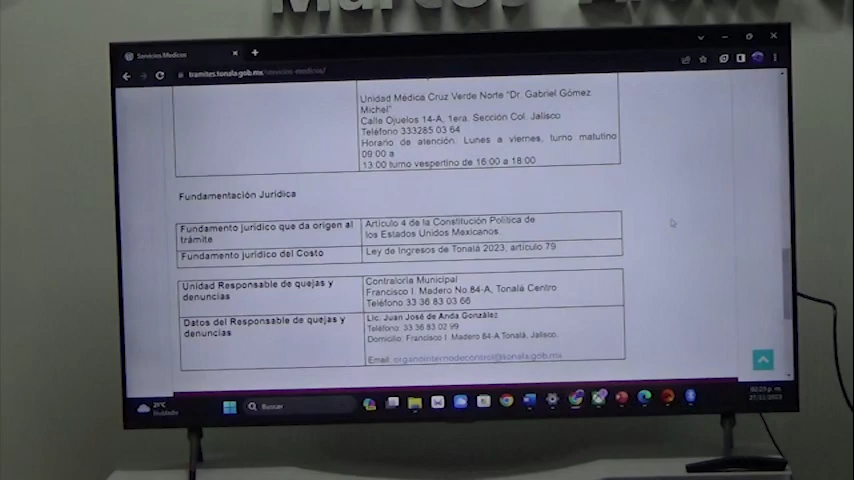 Servicios Medicos
tramites.tonala.gob.mx/servicios-medicos/
Unidad Médica Cruz Verde Norte "Dr. Gabriel Gómez
Michel"
Calle Ojuelos 14-A, 1era. Sección Col. Jalisco
Teléfono 333285 03 64
Horario de atención. Lunes a viernes, turno matutino
09:00 a
13:00 turno vespertino de 16:00 a 18:00
Fundamentación Jurídica
Fundamento jurídico que da origen al
trámite
Artículo 4 de la Constitución Política de
los Estados Unidos Mexicanos.
Fundamento jurídico del Costo
Ley de Ingresos de Tonalá 2023, artículo 79
Unidad Responsable de quejas y
denuncias
Contraloría Municipal
Francisco I. Madero No.84-A, Tonalá Centro
Teléfono 33 36 83 03 66
Datos del Responsable de quejas y
denuncias
Lic. Juan José de Anda González
Teléfono: 33 36 83 02 99
Domicilio: Francisco I. Madero 84-A Tonalá, Jalisco.
Email: organointernodecontrol@tonala.gob.mx
Nublado
Buscar
02:03 p. m.
27/11/2023